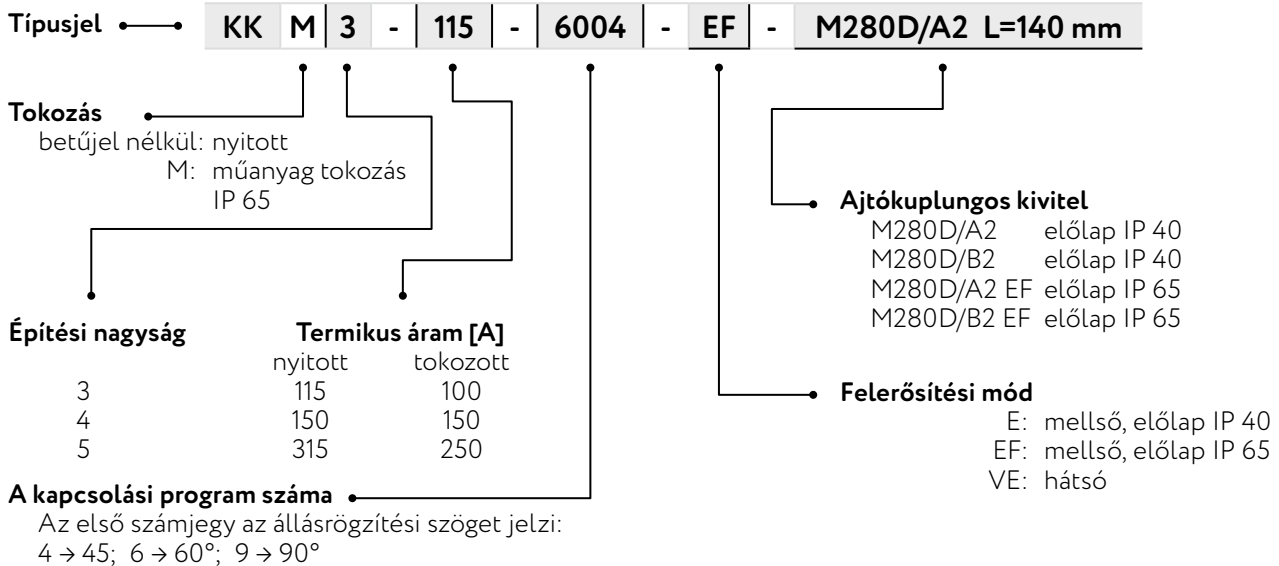 Típusjel KK M 3 - 115 - 6004 - EF - M280D/A2 L=140 mm
Tokozás
betűjel nélkül: nyitott
M: műanyag tokozás
IP 65
Építési nagyság
3
4
5
Termikus áram [A]
nyitott tokozott
115 100
150 150
315 250
A kapcsolási program száma
Az első számjegy az állásrögzítési szöget jelzi:
4 → 45; 6 → 60°; 9 → 90°
Ajtókuplungos kivitel
M280D/A2 előlap IP 40
M280D/B2 előlap IP 40
M280D/A2 EF előlap IP 65
M280D/B2 EF előlap IP 65
Felerősítési mód
E: mellső, előlap IP 40
EF: mellső, előlap IP 65
VE: hátsó